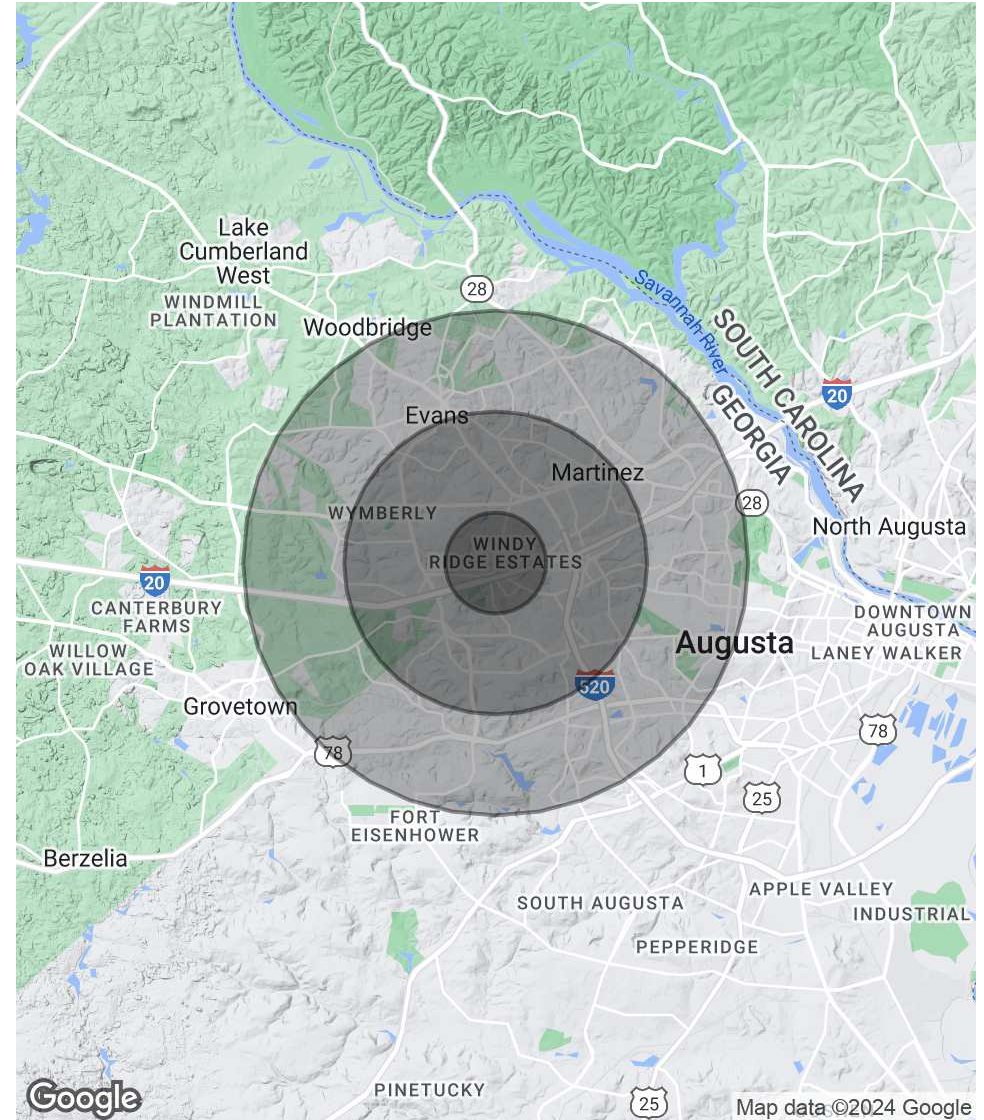 Lake
Cumberland
West
28
WINDMILL
PLANTATION
Savannah River
Woodbridge
SOUTH CAROLINA
GEORGIA
20
Evans
Martinez
28
WYMBERLY
North Augusta
WINDY
RIDGE ESTATES
20
CANTERBURY
FARMS
DOWNTOWN
AUGUSTA
WILLOW
OAK VILLAGE
Augusta
LANEY WALKER
520
Grovetown
78
78
1
25
FORT
EISENHOWER
Berzelia
APPLE VALLEY
SOUTH AUGUSTA
INDUSTRIAL
PEPPERIDGE
PINETUCKY
25
Google
Map data ©2024 Google